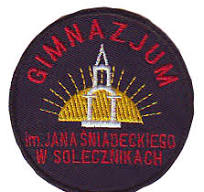 GIMNAZJUM
im. JANA ŚNIADECKIEGO
W SOLECZNIKACH